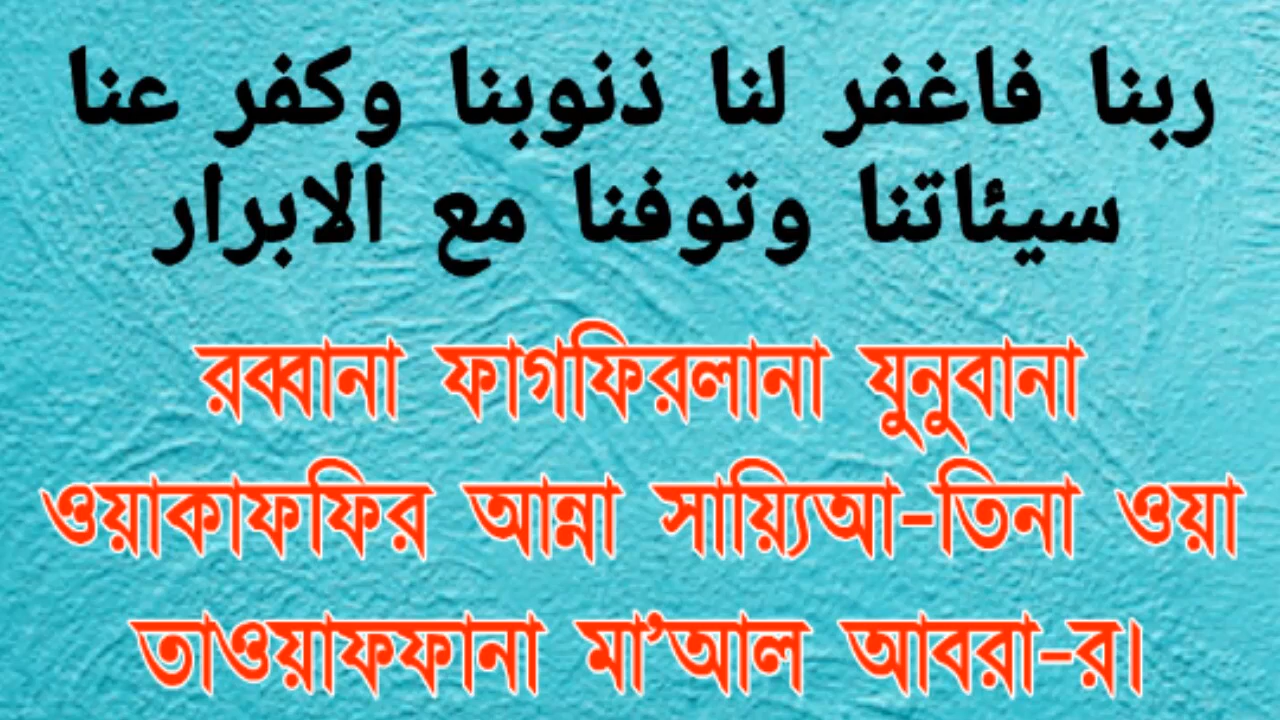 ربنا فاغفر لنا ذنوبنا وكفر عنا
سيئاتنا وتوفنا مع الابرار
রব্বানা ফাগফিরলানা যুনুবানা
ওয়াকাফফির আন্না সায়্যিআ-তিনা ওয়া
তাওয়াফফানা মা’আল আবরা-র।